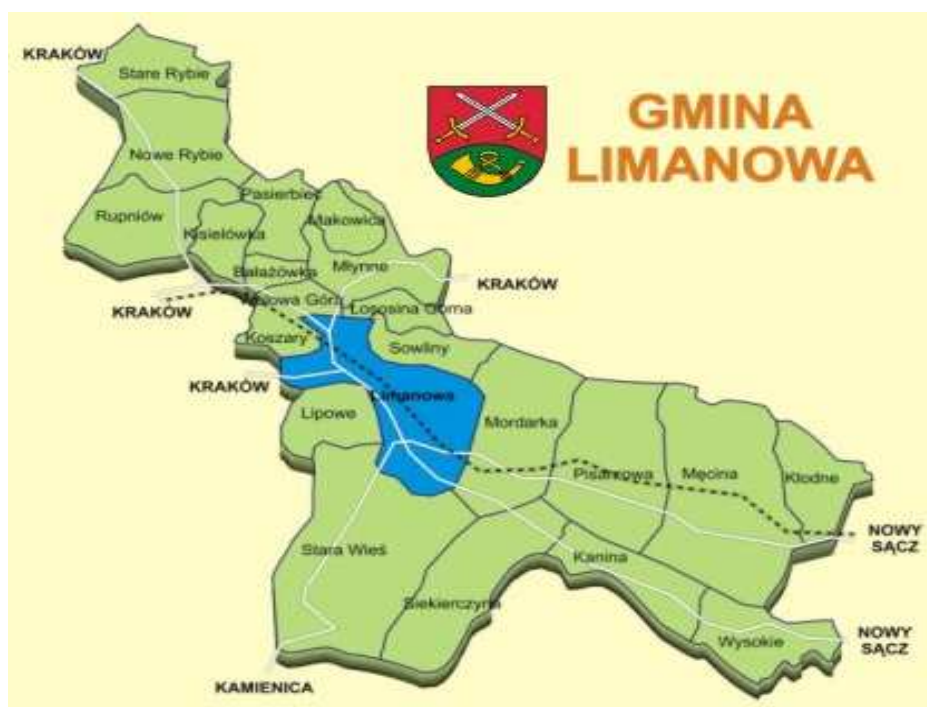 KRAKÓW
Stare Rybie
GMINA
LIMANOWA
Nowe Rybie
Pasierbiec
Rupniów
Makowica
Kisielówka
Bałażówka
Młynne
KRAKÓW
KRAKÓW
Łososina Górna
Koszary
Sowliny
KRAKÓW
Limanowa
Lipowe
Mordarka
Pisarzowa
Męcina
Kłodne
NOWY
SĄCZ
Stara Wieś
Kanina
Siekierczyna
Wysokie
NOWY
SĄCZ
KAMIENICA